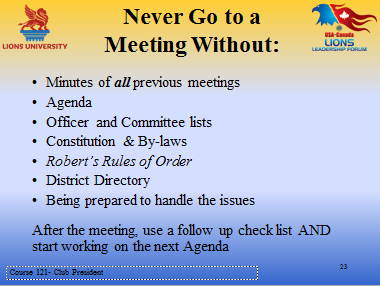 Never Go to a
Meeting Without:
LIONS UNIVERSITY
USA-Canada
LIONS
LEADERSHIP FORUM
• Minutes of all previous meetings
• Agenda
• Officer and Committee lists
• Constitution & By-laws
• Robert's Rules of Order
• District Directory
• Being prepared to handle the issues
After the meeting, use a follow up check list AND
start working on the next Agenda
Course 121- Club President
23